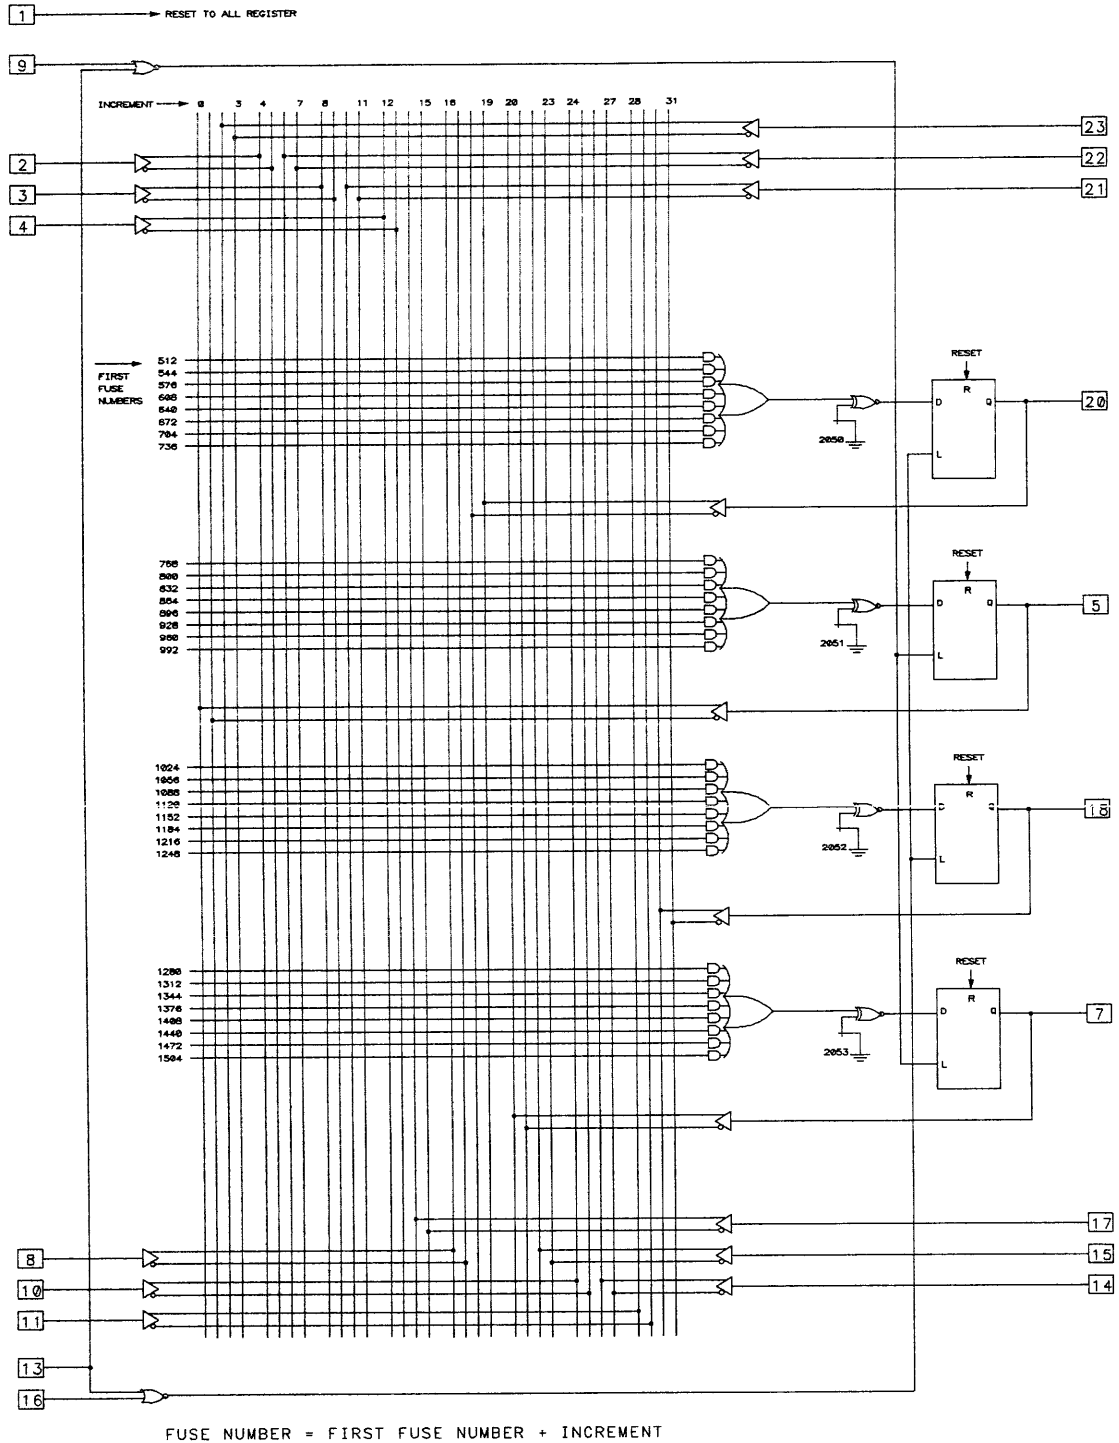 1 RESET TO ALL REGISTER
9
INCREMENT 0 3 4 7 8 11 12 15 16 19 20 23 24 27 28 31
23
2 22
3 21
4
RESET
FIRST FUSE NUMBERS
512
544
576
608
640
672
704
736
2050
R
D Q
L
20
RESET
768
800
832
864
896
928
960
992
2051
R
D Q
L
5
RESET
1024
1056
1088
1120
1152
1184
1216
1248
2052
R
D Q
L
18
RESET
1280
1312
1344
1376
1408
1440
1472
1504
2053
R
D Q
L
7
17
8 15
10 14
11
13
16
FUSE NUMBER = FIRST FUSE NUMBER + INCREMENT